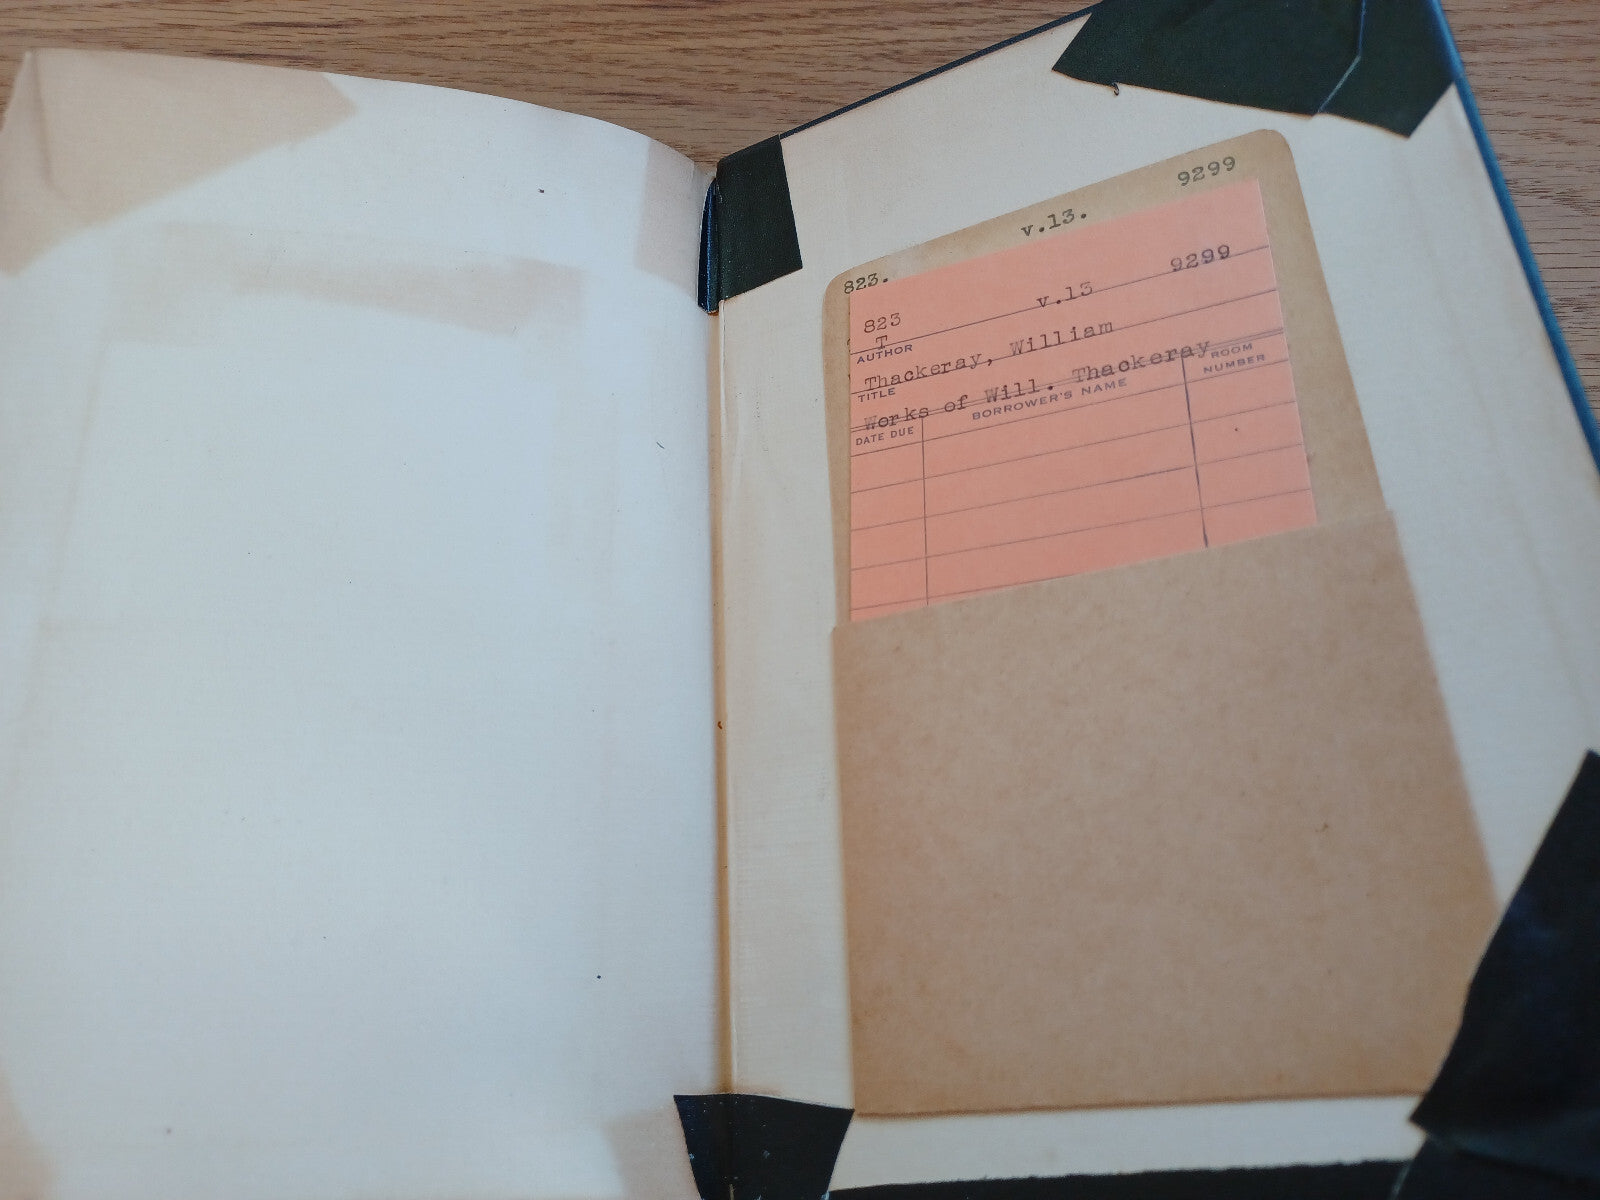 9299
v.13.
823.
823 v.13 9299
T
AUTHOR
Thackeray, William
TITLE
Works of Will. Thackeray
DATE DUE BORROWER'S NAME ROOM NUMBER